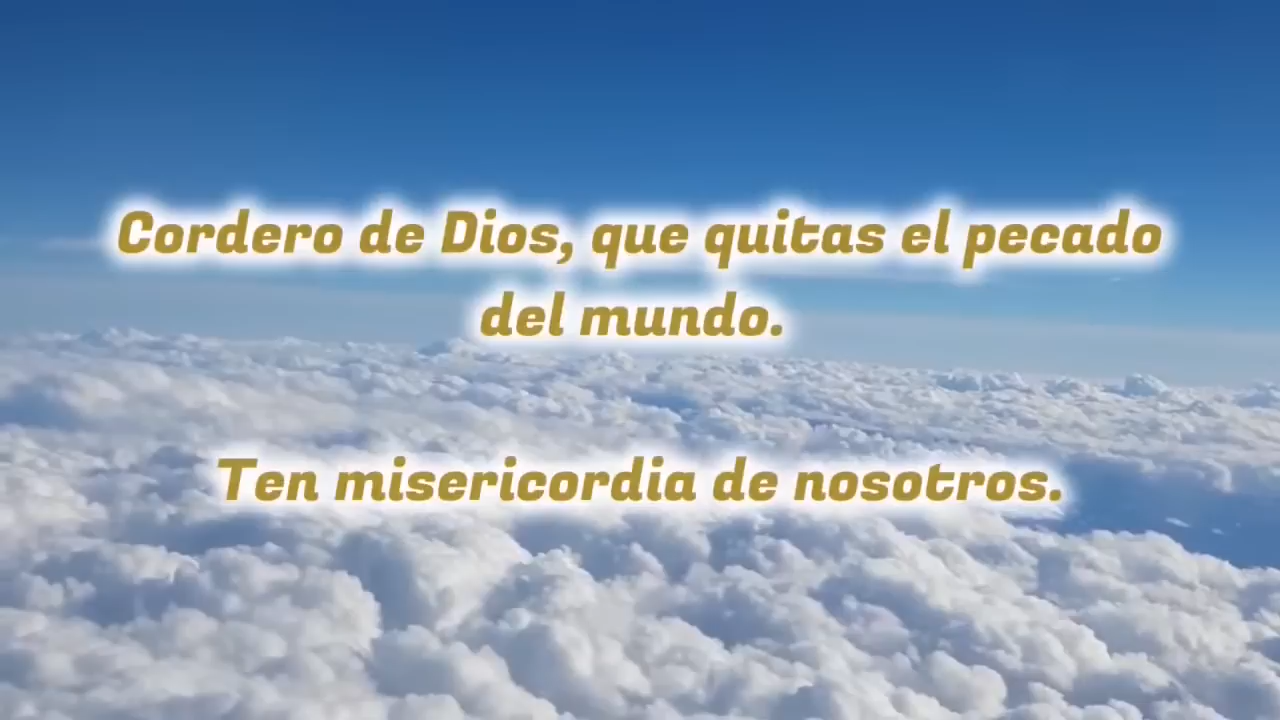 Cordero de Dios, que quitas el pecado
del mundo.
Ten misericordia de nosotros.